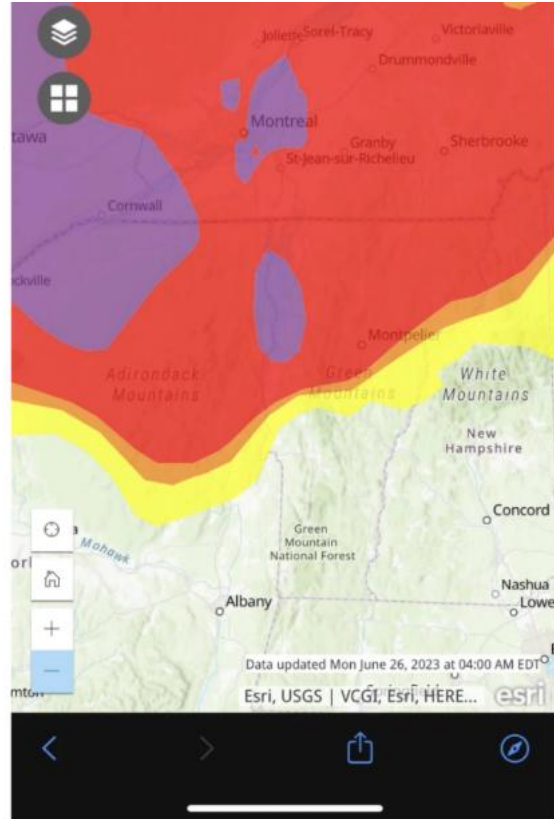 Joliette
Sorel-Tracy
Victoriaville
Drummondville
tawa
Montreal
Granby
Sherbrooke
St-Jean-sur-Richelieu
Cornwall
ckville
Montpelier
Adirondack
Mountains
Green
Mountains
White
Mountains
New
Hampshire
Concord
Green
Mountain
National Forest
a
Mohawk
ori
Nashua
Lowe
Albany
Data updated Mon June 26, 2023 at 04:00 AM EDT
mton
Esri, USGS | VCGI, Esri, HERE...
esri